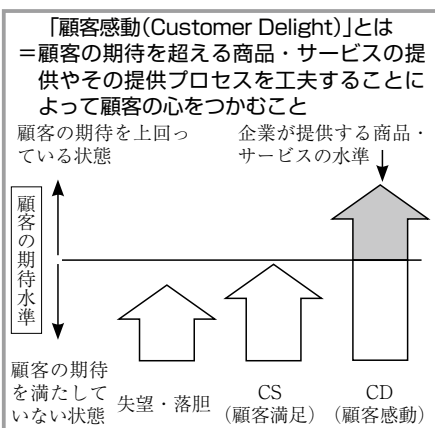 「顧客感動(Customer Delight)」とは
＝顧客の期待を超える商品・サービスの提
供やその提供プロセスを工夫することに
よって顧客の心をつかむこと
顧客の期待を上回っ
ている状態
企業が提供する商品・
サービスの水準
顧客の期待水準
顧客の期待
を満たして
いない状態
失望・落胆
CS
（顧客満足）
CD
（顧客感動）